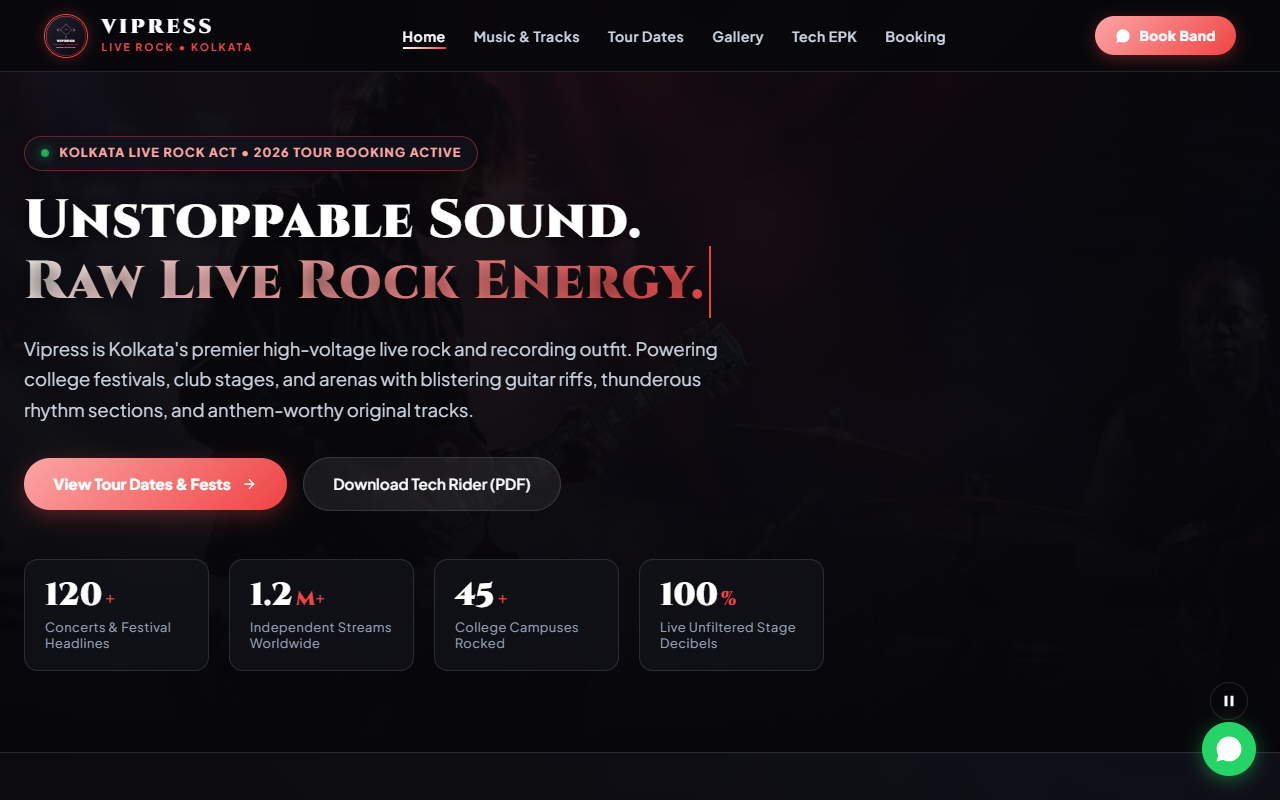 VIPRESS
LIVE ROCK • KOLKATA
Home
Music & Tracks
Tour Dates
Gallery
Tech EPK
Booking
Book Band
KOLKATA LIVE ROCK ACT • 2026 TOUR BOOKING ACTIVE
Unstoppable Sound.
Raw Live Rock Energy.
Vipress is Kolkata's premier high-voltage live rock and recording outfit. Powering
college festivals, club stages, and arenas with blistering guitar riffs, thunderous
rhythm sections, and anthem-worthy original tracks.
View Tour Dates & Fests →
Download Tech Rider (PDF)
120+
Concerts & Festival
Headlines
1.2 M+
Independent Streams
Worldwide
45+
College Campuses
Rocked
100%
Live Unfiltered Stage
Decibels